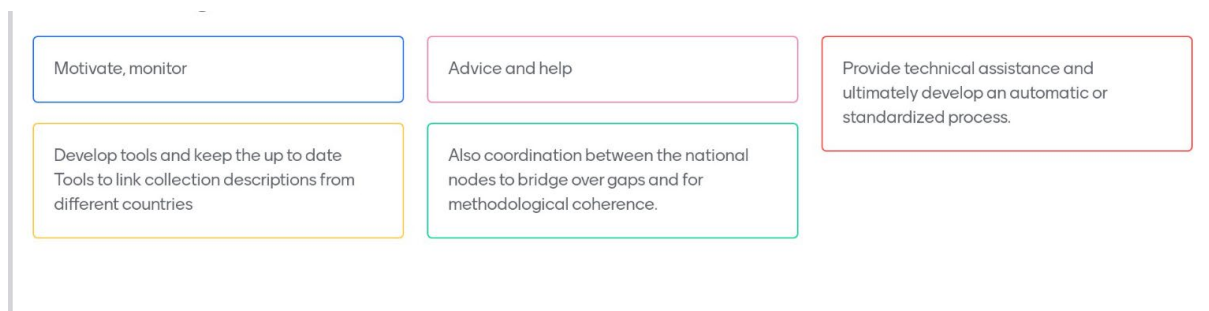 Motivate, monitor
Advice and help
Provide technical assistance and
ultimately develop an automatic or
standardized process.
Develop tools and keep the up to date
Tools to link collection descriptions from
different countries
Also coordination between the national
nodes to bridge over gaps and for
methodological coherence.